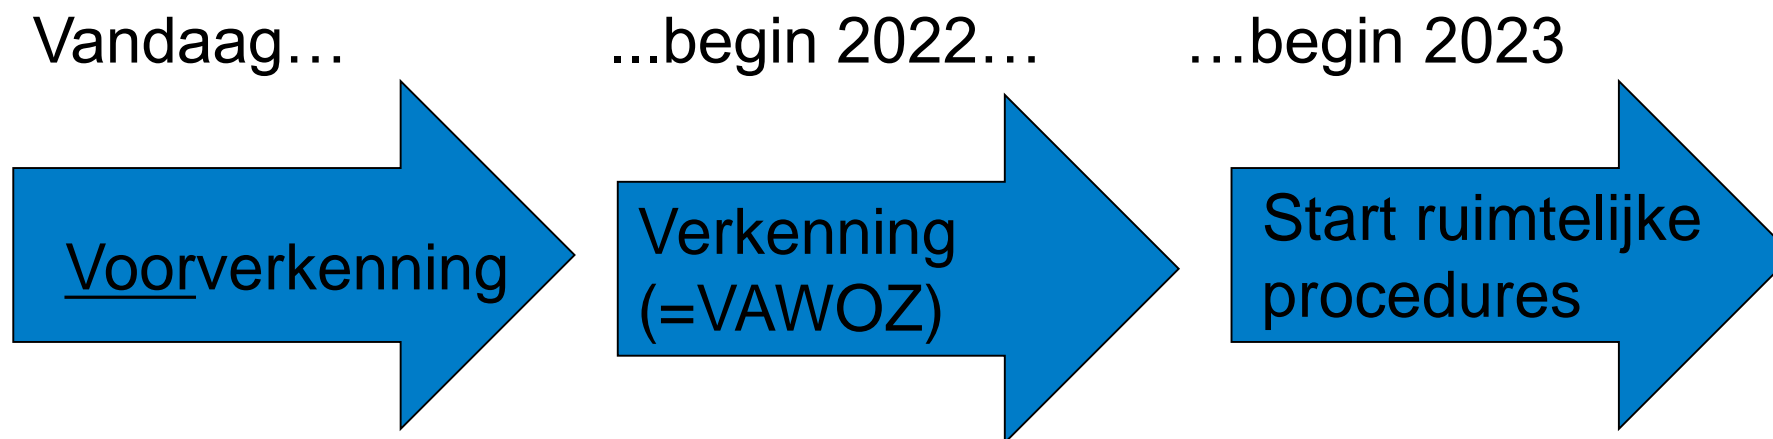 Vandaag… ...begin 2022… …begin 2023
Voorverkenning
Verkenning
(=VAWOZ)
Start ruimtelijke
procedures